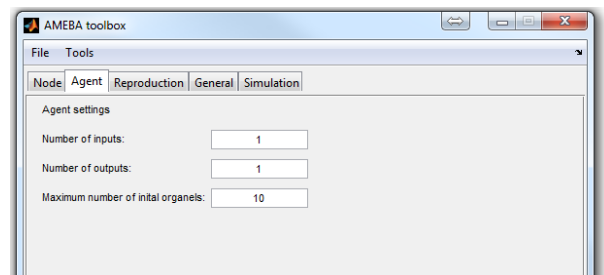 AMEBA toolbox
File Tools
Node Agent Reproduction General Simulation
Agent settings
Number of inputs: 1
Number of outputs: 1
Maximum number of inital organels: 10